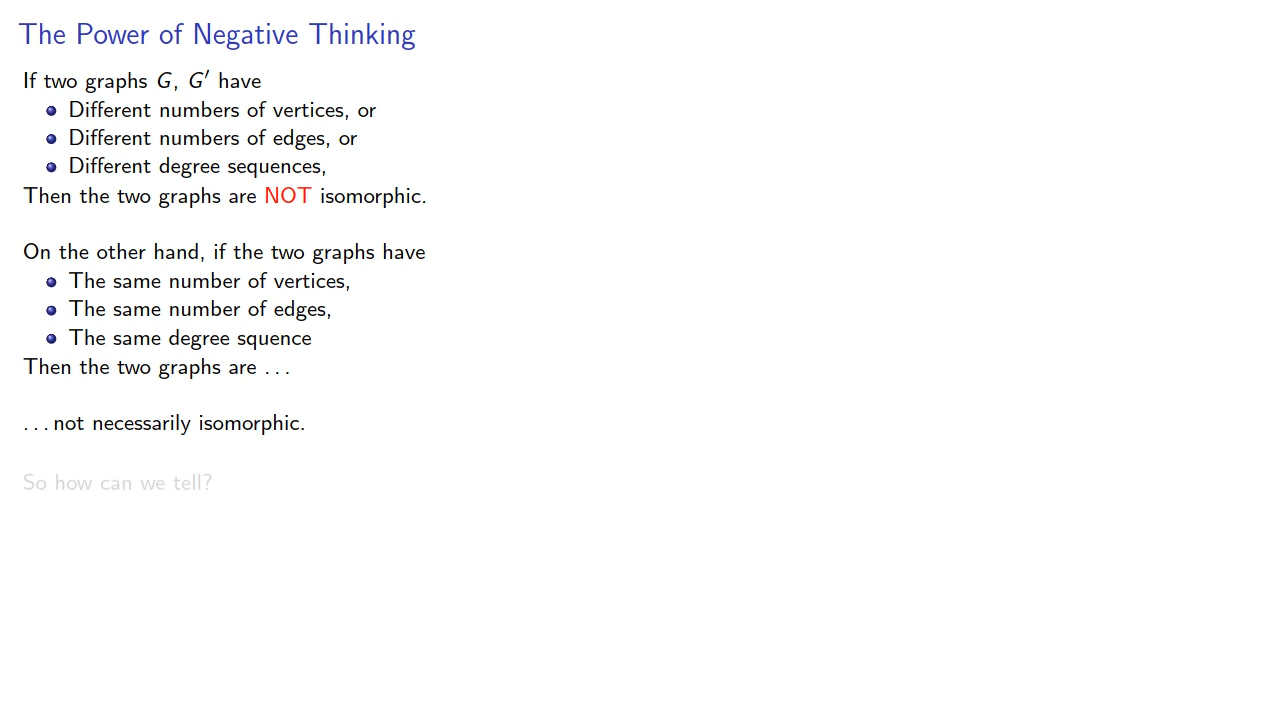 The Power of Negative Thinking
If two graphs G, G′ have
Different numbers of vertices, or
Different numbers of edges, or
Different degree sequences,
Then the two graphs are NOT isomorphic.
On the other hand, if the two graphs have
The same number of vertices,
The same number of edges,
The same degree squence
Then the two graphs are . . .
. . . not necessarily isomorphic.
So how can we tell?